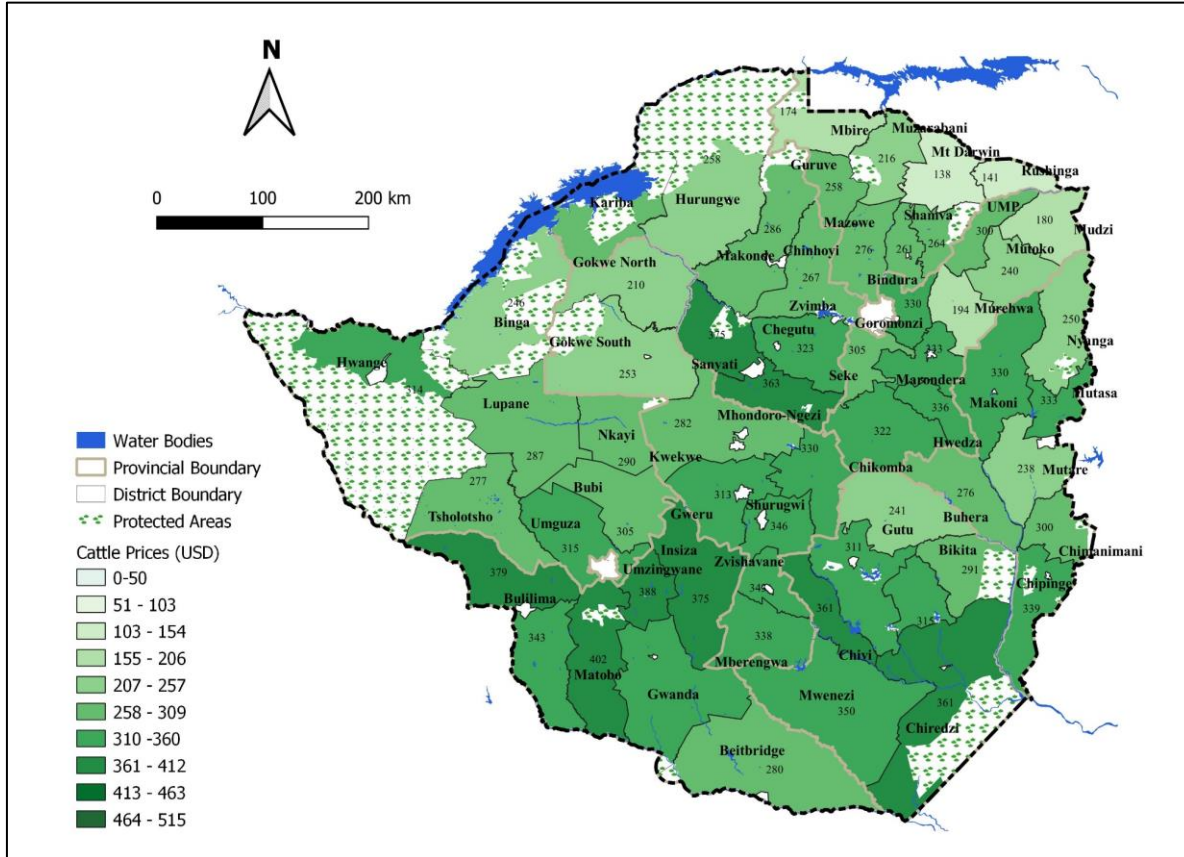 N
0 100 200 km
174
Mbire
Muzarabani
Mt Darwin
216
138
141
Rushinga
Guruve
258
258
Hurungwe
Kariba
Mazowe
Shamva
UMP
300
180
Mudzi
286
Makonde
Chinhoyi
276
261
264
Mutoko
240
267
Bindura
Gokwe North
210
246
Binga
Zvimba
330
194
Murehwa
250
Nyanga
Goromonzi
375
Chegutu
323
305
333
Gokwe South
253
Sanyati
363
Seke
Marondera
330
Makoni
333
Mutasa
336
Hwange
314
Lupane
Mhondoro-Ngezi
322
Hwedza
282
Nkayi
Kwekwe
330
Chikomba
238
Mutare
287
290
277
Bubi
276
Buhera
313
Shurugwi
346
241
Gutu
300
Tsholotsho
Umguza
Gweru
305
315
311
Bikita
291
Chimanimani
Insiza
Zvishavane
Umzingwane
Chipinge
339
379
Bulilima
388
375
345
361
315
343
402
Matobo
338
Mberengwa
Chivi
Gwanda
Mwenezi
350
361
Chiredzi
Beitbridge
280
Water Bodies
Provincial Boundary
District Boundary
Protected Areas
Cattle Prices (USD)
0-50
51 - 103
103 - 154
155 - 206
207 - 257
258 - 309
310 -360
361 - 412
413 - 463
464 - 515